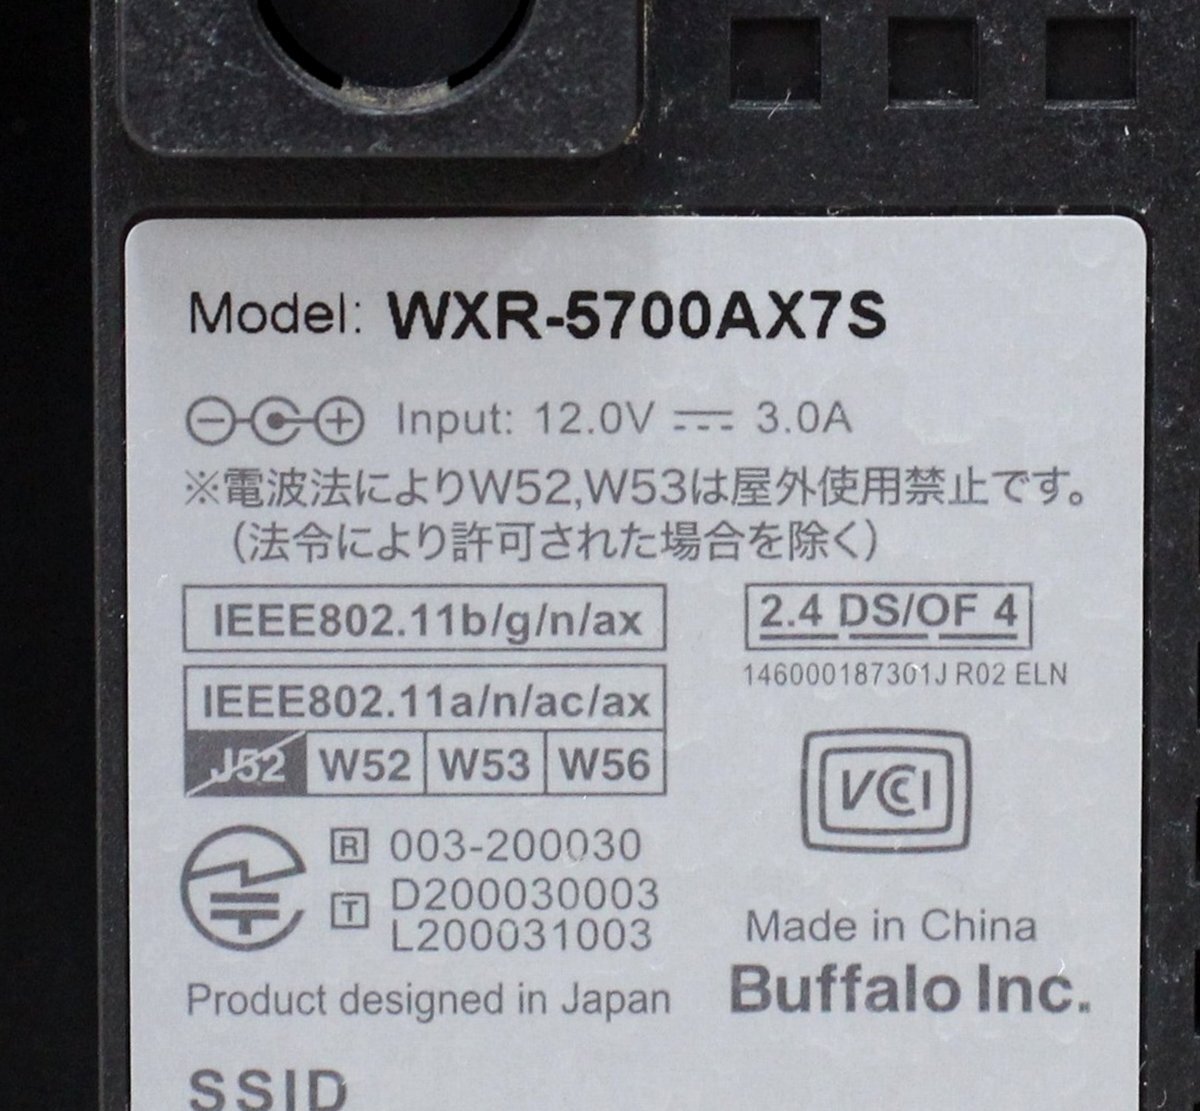 Model: WXR-5700AX7S
Input: 12.0V ⎓ 3.0A
※電波法によりW52,W53は屋外使用禁止です。
(法令により許可された場合を除く)
IEEE802.11b/g/n/ax
2.4 DS/OF 4
146000187301J R02 ELN
IEEE802.11a/n/ac/ax
J52 W52 W53 W56
VCCI
R 003-200030
T D200030003
L200031003
Made in China
Product designed in Japan
Buffalo Inc.
SSID